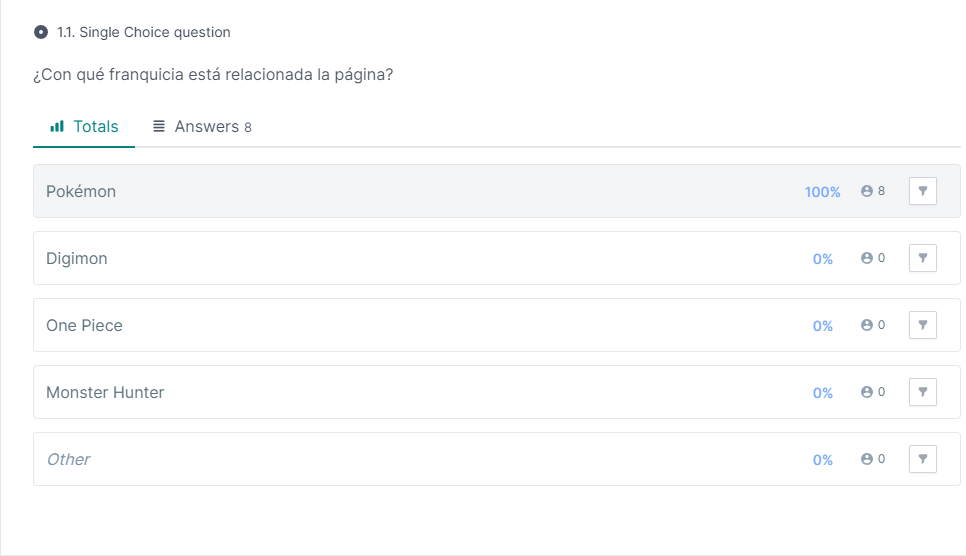 1.1. Single Choice question
¿Con qué franquicia está relacionada la página?
Totals Answers 8
Pokémon 100% 8
Digimon 0% 0
One Piece 0% 0
Monster Hunter 0% 0
Other 0% 0